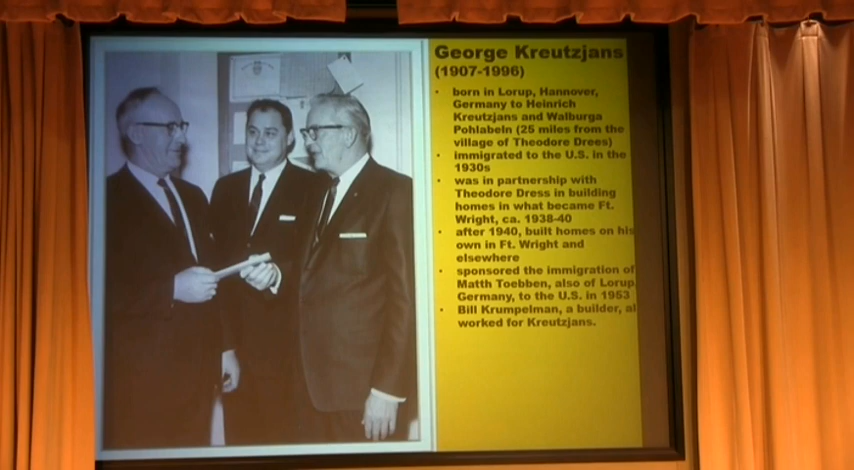 George Kreutzjans
(1907-1996)
• born in Lorup, Hannover,
Germany to Heinrich
Kreutzjans and Walburga
Pohlabeln (25 miles from the
village of Theodore Drees)
• immigrated to the U.S. in the
1930s
• was in partnership with
Theodore Dress in building
homes in what became Ft.
Wright, ca. 1938-40
• after 1940, built homes on his
own in Ft. Wright and
elsewhere
• sponsored the immigration of
Matth Toebben, also of Lorup,
Germany, to the U.S. in 1953
• Bill Krumpelman, a builder, al
worked for Kreutzjans.